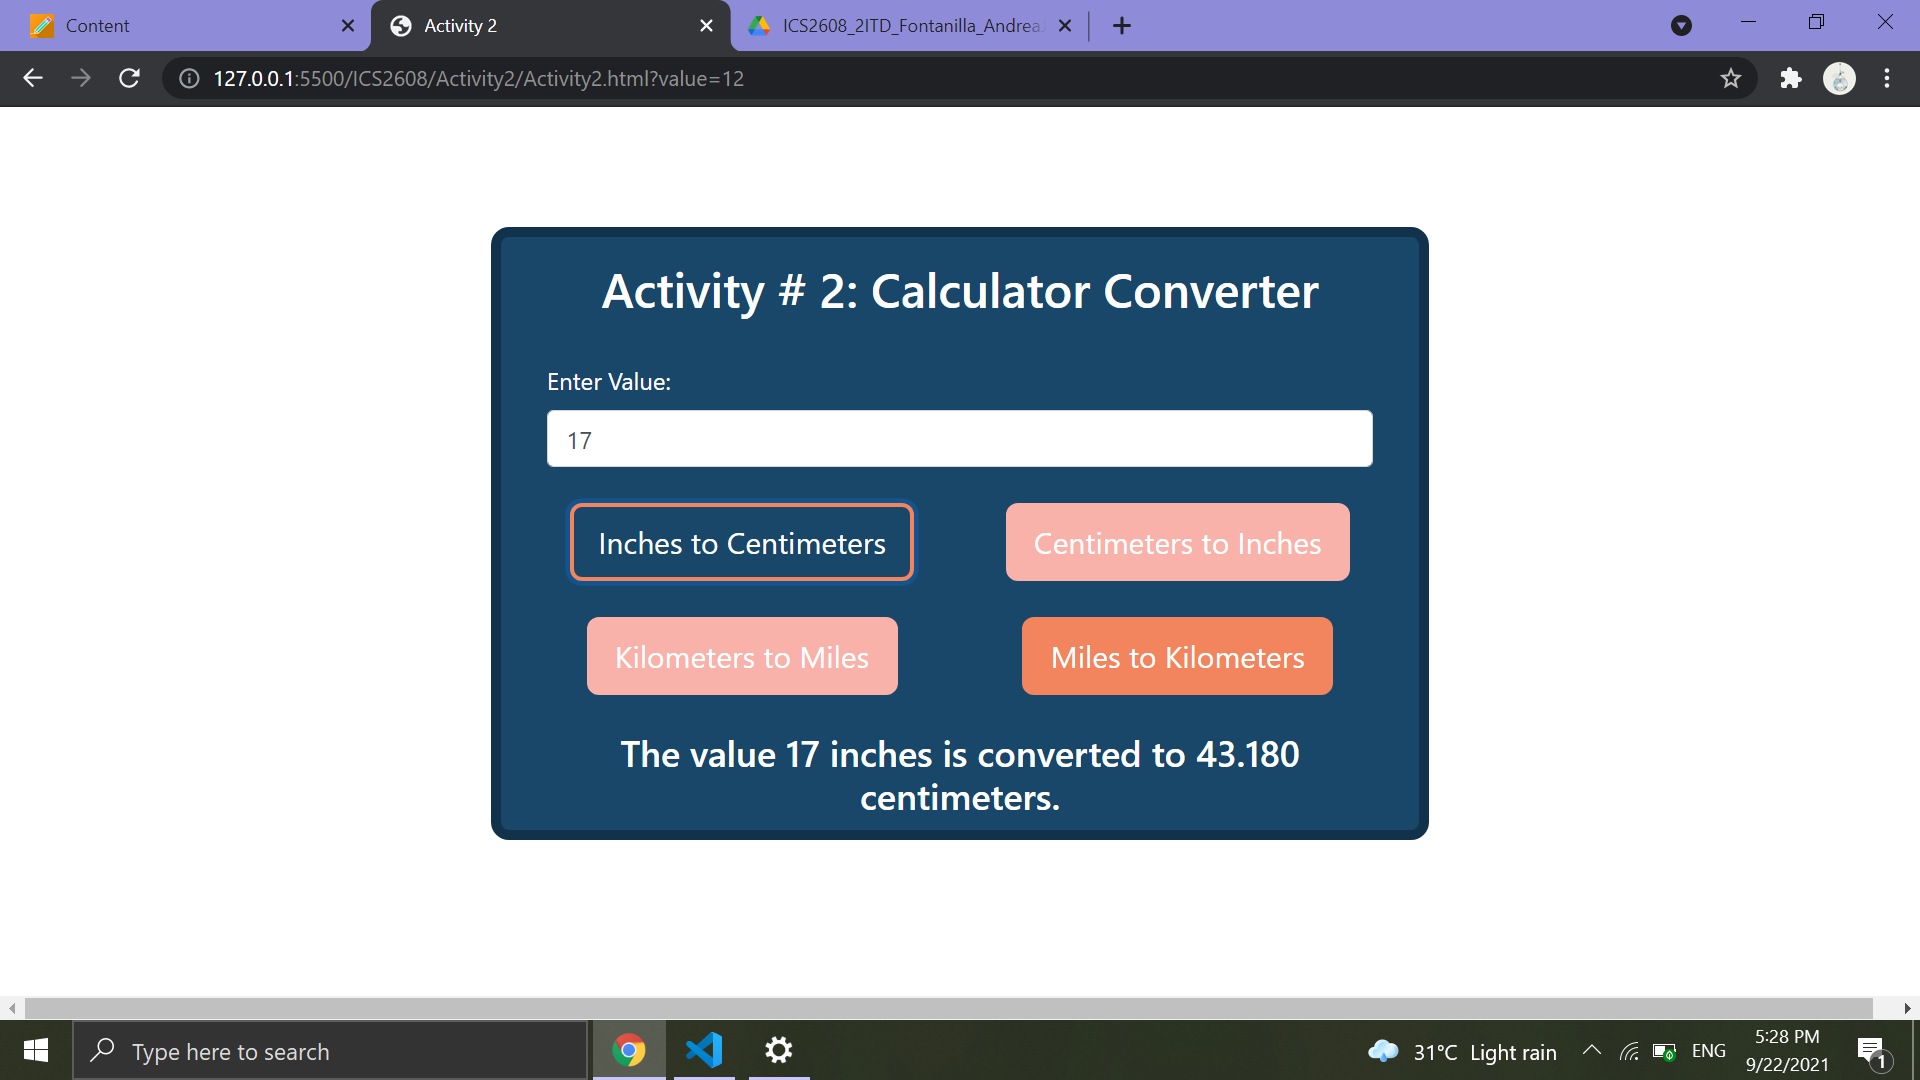 Content
Activity 2
ICS2608_2ITD_Fontanilla_Andrea
127.0.0.1:5500/ICS2608/Activity2/Activity2.html?value=12
Activity # 2: Calculator Converter
Enter Value:
17
Inches to Centimeters
Centimeters to Inches
Kilometers to Miles
Miles to Kilometers
The value 17 inches is converted to 43.180
centimeters.
Type here to search
31°C Light rain
ENG
5:28 PM
9/22/2021
1